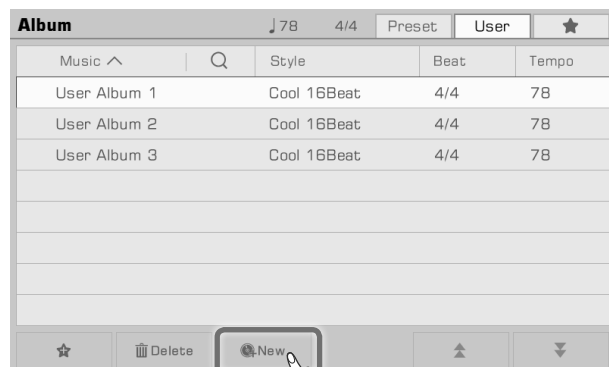 Album ♩78 4/4 Preset User
Music Style Beat Tempo
User Album 1 Cool 16Beat 4/4 78
User Album 2 Cool 16Beat 4/4 78
User Album 3 Cool 16Beat 4/4 78
Delete New